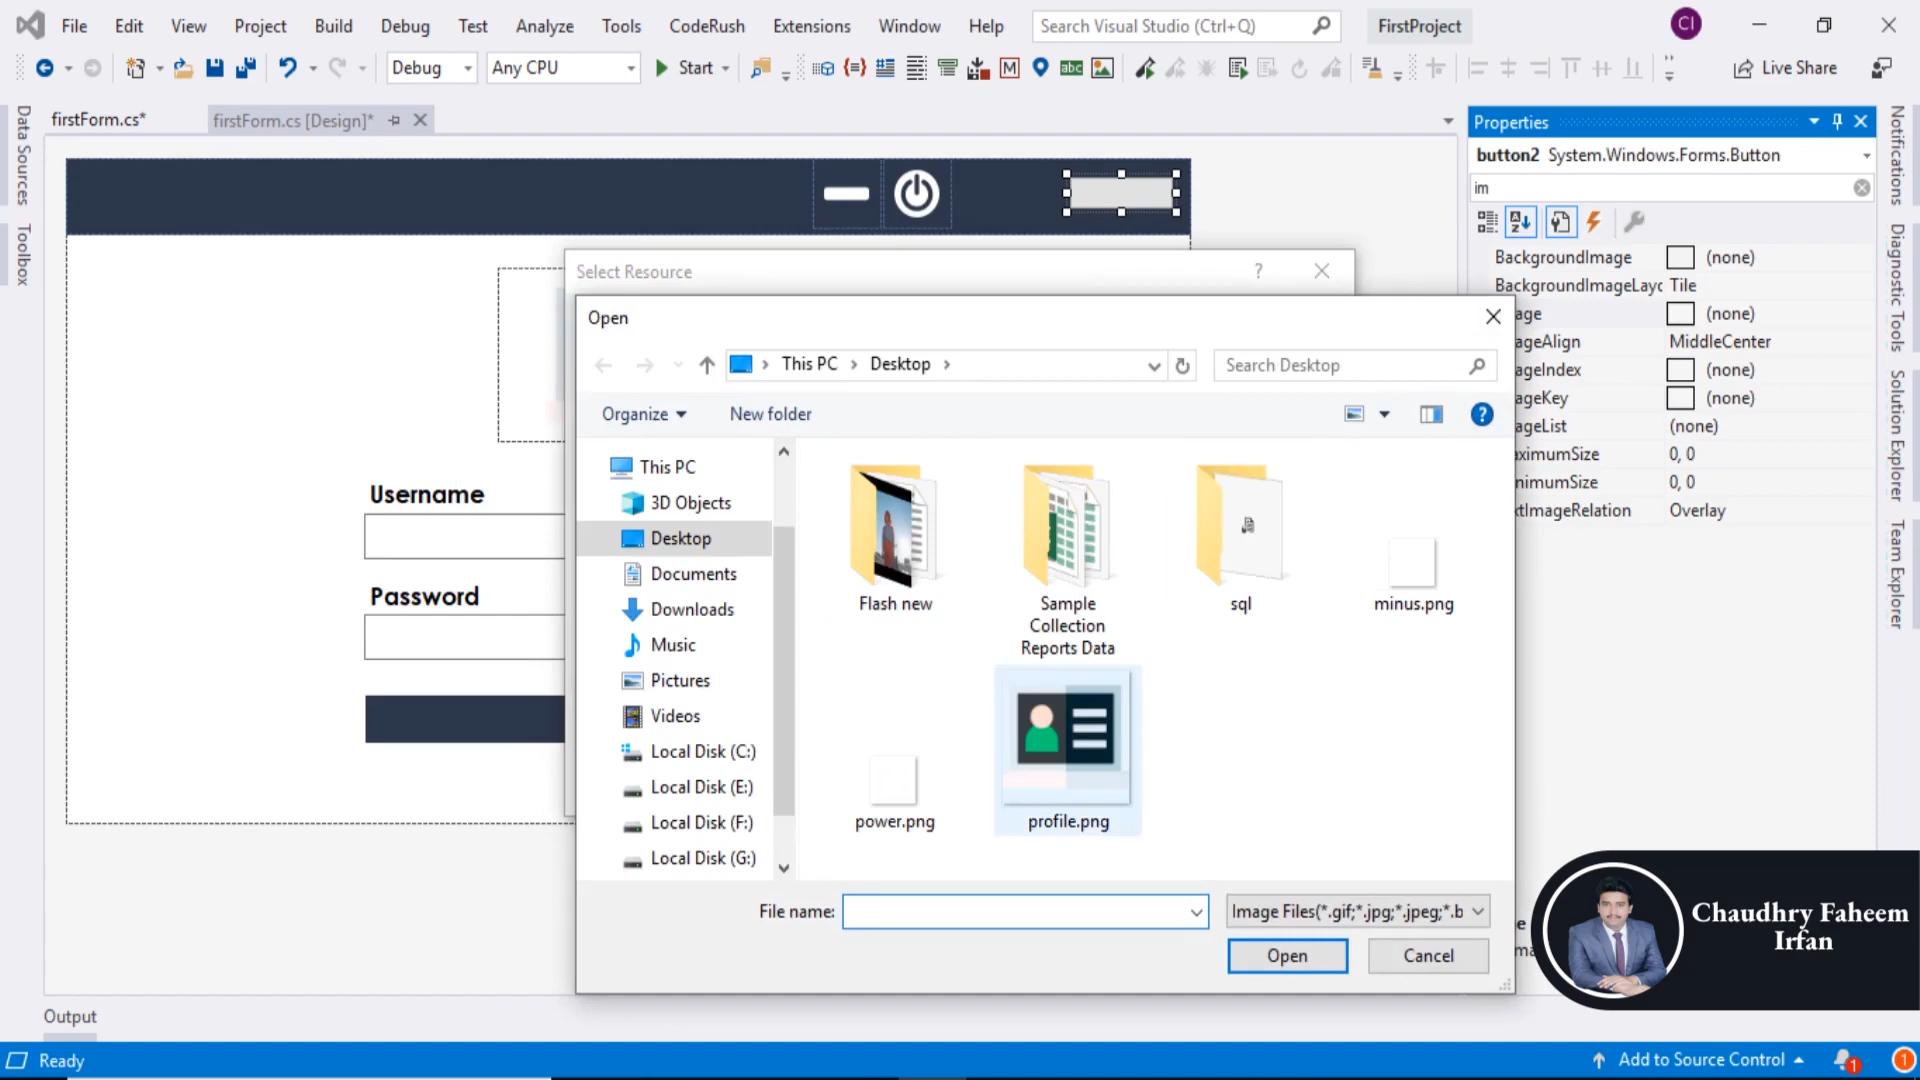 File Edit View Project Build Debug Test Analyze Tools CodeRush Extensions Window Help Search Visual Studio (Ctrl+Q) FirstProject CI
Debug Any CPU Start M abc Live Share
Data Sources
Toolbox
firstForm.cs* firstForm.cs [Design]*
Username
Password
Select Resource ?
Open
This PC Desktop Search Desktop
Organize New folder ?
This PC
3D Objects
Desktop
Documents
Downloads
Music
Pictures
Videos
Local Disk (C:)
Local Disk (E:)
Local Disk (F:)
Local Disk (G:)
Flash new
Sample
Collection
Reports Data
sql
minus.png
power.png
profile.png
File name: Image Files(*.gif;*.jpg;*.jpeg;*.b
Open Cancel
Properties
button2 System.Windows.Forms.Button
im
BackgroundImage (none)
BackgroundImageLayo Tile
age (none)
ageAlign MiddleCenter
ageIndex (none)
ageKey (none)
ageList (none)
aximumSize 0, 0
nimumSize 0, 0
xtImageRelation Overlay
Notifications
Diagnostic Tools
Solution Explorer
Team Explorer
Chaudhry Faheem
Irfan
Output
Ready Add to Source Control 1 1